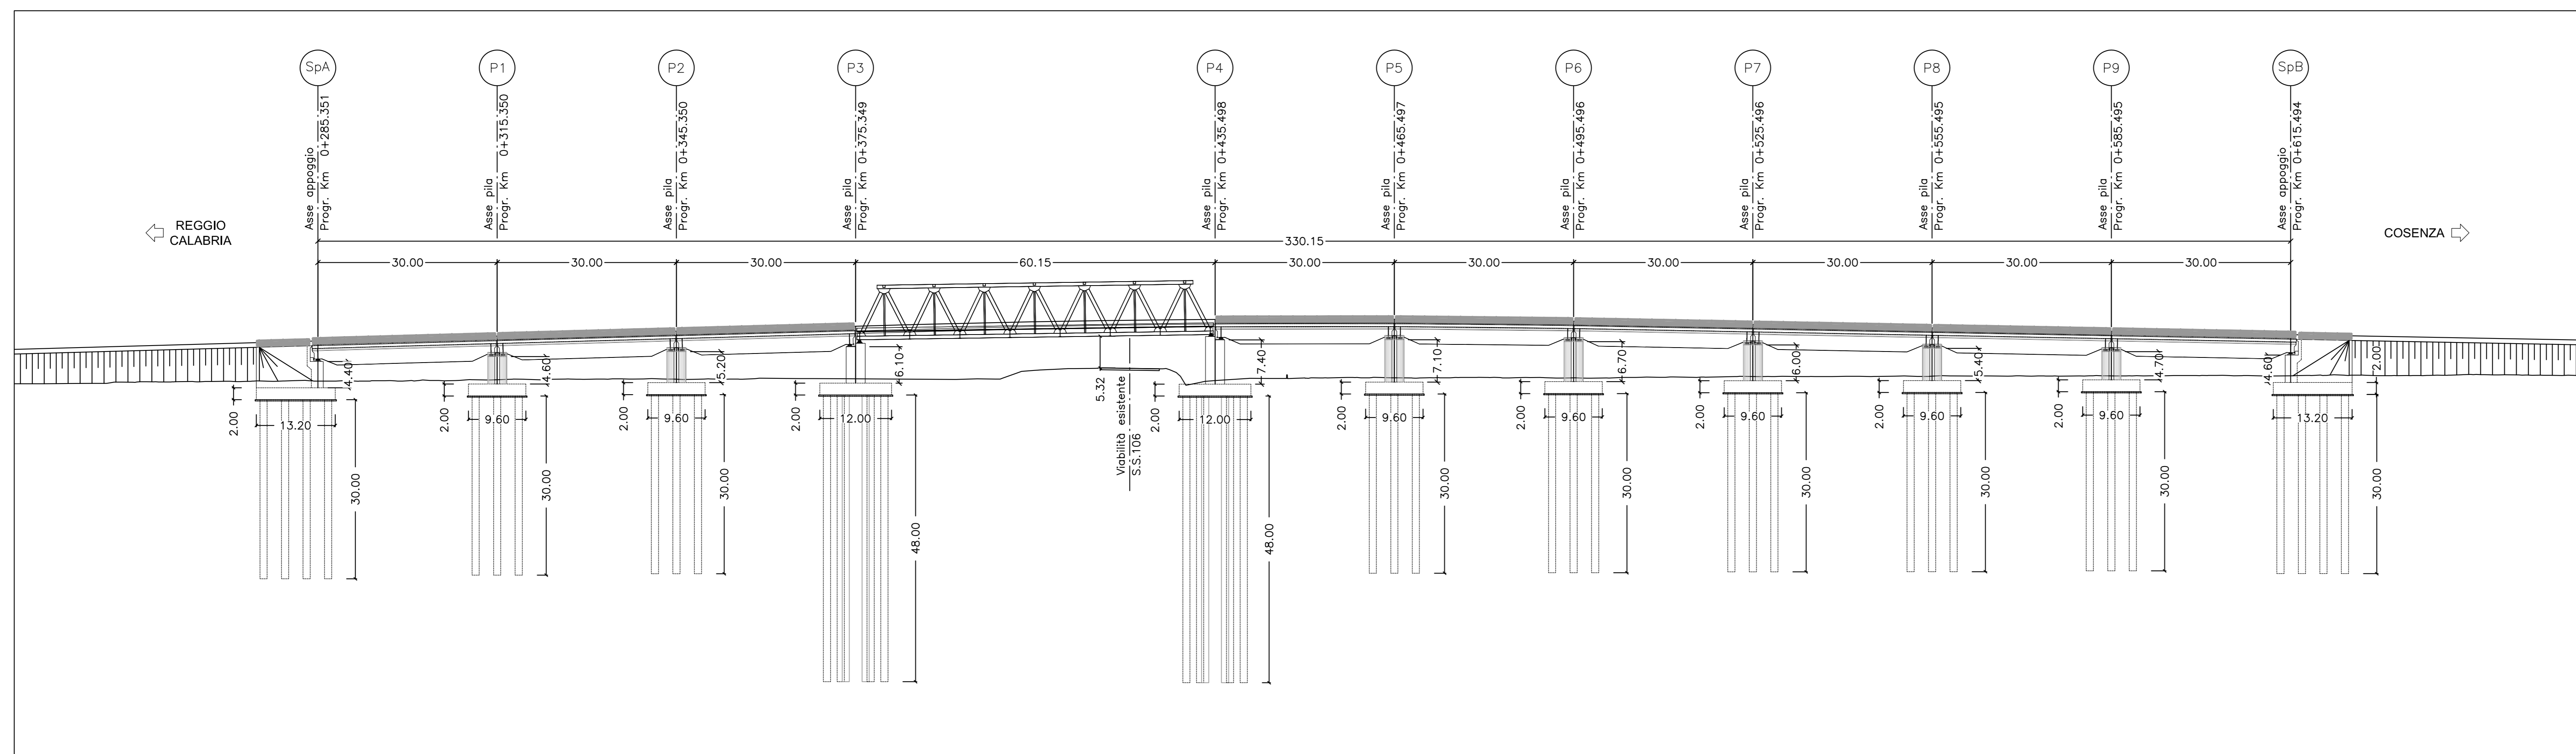 SpA
P1
P2
P3
P4
P5
P6
P7
P8
P9
SpB
Asse appoggio
Progr. Km 0+285.351
Asse pila
Progr. Km 0+315.350
Asse pila
Progr. Km 0+345.350
Asse pila
Progr. Km 0+375.349
Asse pila
Progr. Km 0+435.498
Asse pila
Progr. Km 0+465.497
Asse pila
Progr. Km 0+495.496
Asse pila
Progr. Km 0+525.496
Asse pila
Progr. Km 0+555.495
Asse pila
Progr. Km 0+585.495
Asse appoggio
Progr. Km 0+615.494
REGGIO
CALABRIA
COSENZA
330.15
30.00
30.00
30.00
60.15
30.00
30.00
30.00
30.00
30.00
30.00
4.40
4.60
5.20
6.10
5.32
7.40
7.10
6.70
6.00
5.40
4.70
4.60
2.00
2.00
2.00
2.00
2.00
2.00
2.00
2.00
2.00
2.00
2.00
13.20
9.60
9.60
12.00
12.00
9.60
9.60
9.60
9.60
9.60
13.20
Viabilità esistente
S.S.106
30.00
30.00
30.00
48.00
48.00
30.00
30.00
30.00
30.00
30.00
30.00